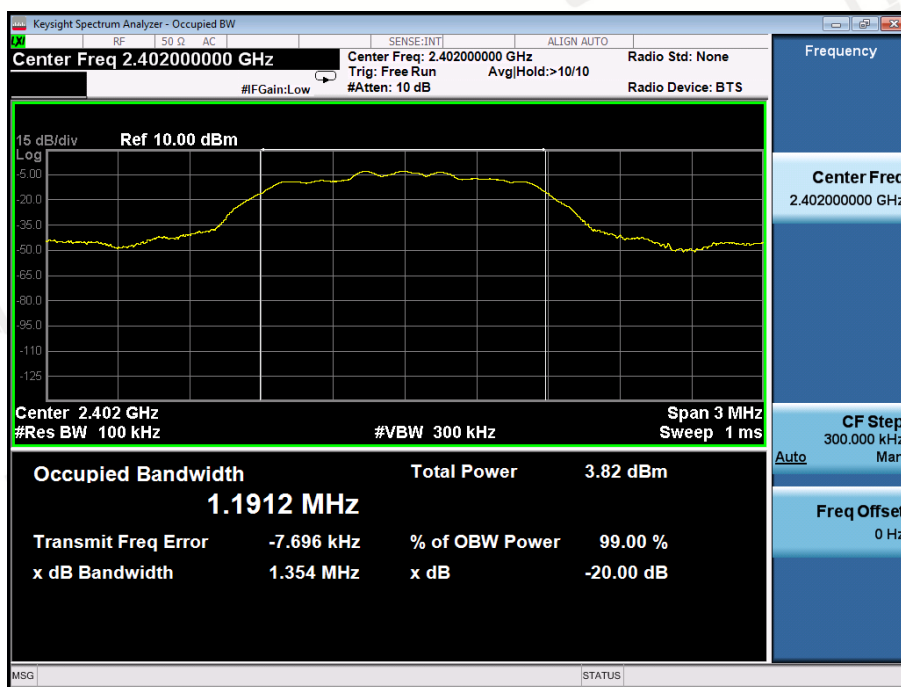 Keysight Spectrum Analyzer - Occupied BW
LXI RF 50 Ω AC SENSE:INT ALIGN AUTO
Center Freq 2.402000000 GHz
Center Freq: 2.402000000 GHz Radio Std: None
Trig: Free Run Avg|Hold:>10/10
#IFGain:Low #Atten: 10 dB Radio Device: BTS
15 dB/div Ref 10.00 dBm
Log
-5.00
-20.0
-35.0
-50.0
-65.0
-80.0
-95.0
-110
-125
Center 2.402 GHz Span 3 MHz
#Res BW 100 kHz #VBW 300 kHz Sweep 1 ms
Occupied Bandwidth Total Power 3.82 dBm
1.1912 MHz
Transmit Freq Error -7.696 kHz % of OBW Power 99.00 %
x dB Bandwidth 1.354 MHz x dB -20.00 dB
MSG STATUS
Frequency
Center Freq
2.402000000 GHz
CF Step
300.000 kHz
Auto Man
Freq Offset
0 Hz